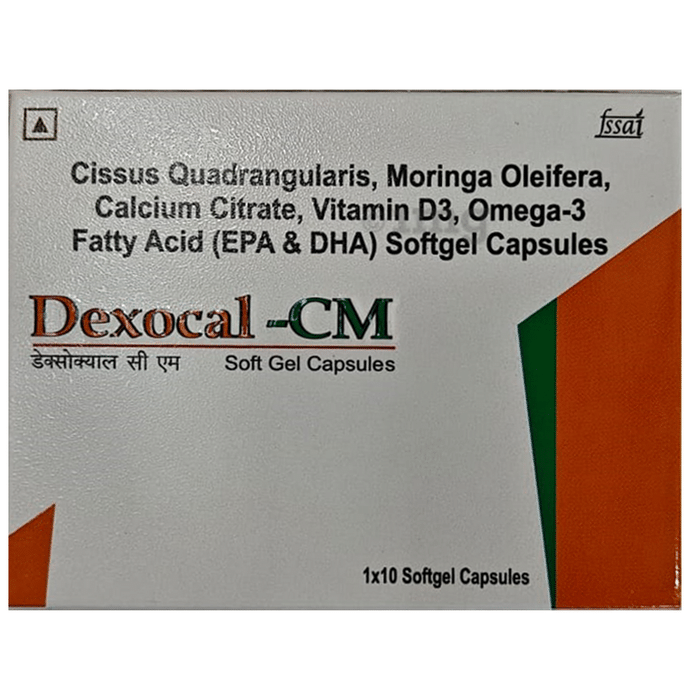 fssai
Cissus Quadrangularis, Moringa Oleifera,
Calcium Citrate, Vitamin D3, Omega-3
Fatty Acid (EPA & DHA) Softgel Capsules
Dexocal -CM
डेक्सोक्याल सी एम Soft Gel Capsules
1x10 Softgel Capsules